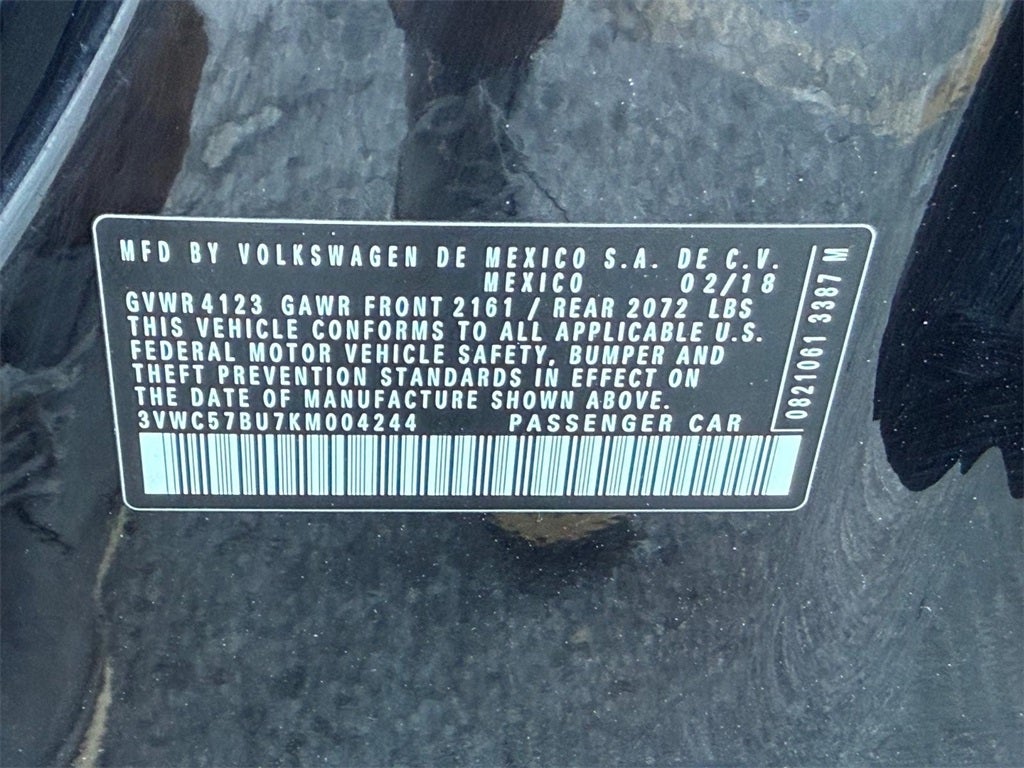 MFD BY VOLKSWAGEN DE MEXICO S.A. DE C.V.
MEXICO 02/18
GVWR 4123 GAWR FRONT 2161 / REAR 2072 LBS
THIS VEHICLE CONFORMS TO ALL APPLICABLE U.S.
FEDERAL MOTOR VEHICLE SAFETY, BUMPER AND
THEFT PREVENTION STANDARDS IN EFFECT ON
THE DATE OF MANUFACTURE SHOWN ABOVE.
3VWC57BU7KM004244 PASSENGER CAR
0821061 3387 M